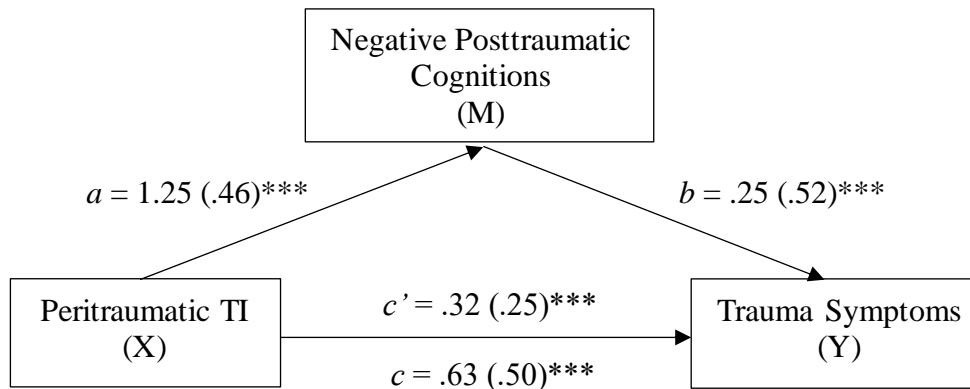 Negative Posttraumatic
Cognitions
(M)
a = 1.25 (.46)***
b = .25 (.52)***
Peritraumatic TI
(X)
c’ = .32 (.25)***
c = .63 (.50)***
Trauma Symptoms
(Y)